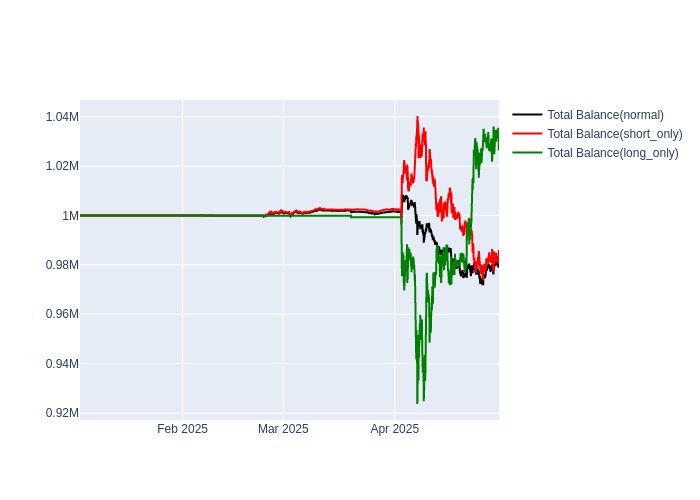 1.04M
1.02M
1M
0.98M
0.96M
0.94M
0.92M
Feb 2025
Mar 2025
Apr 2025
Total Balance(normal)
Total Balance(short_only)
Total Balance(long_only)